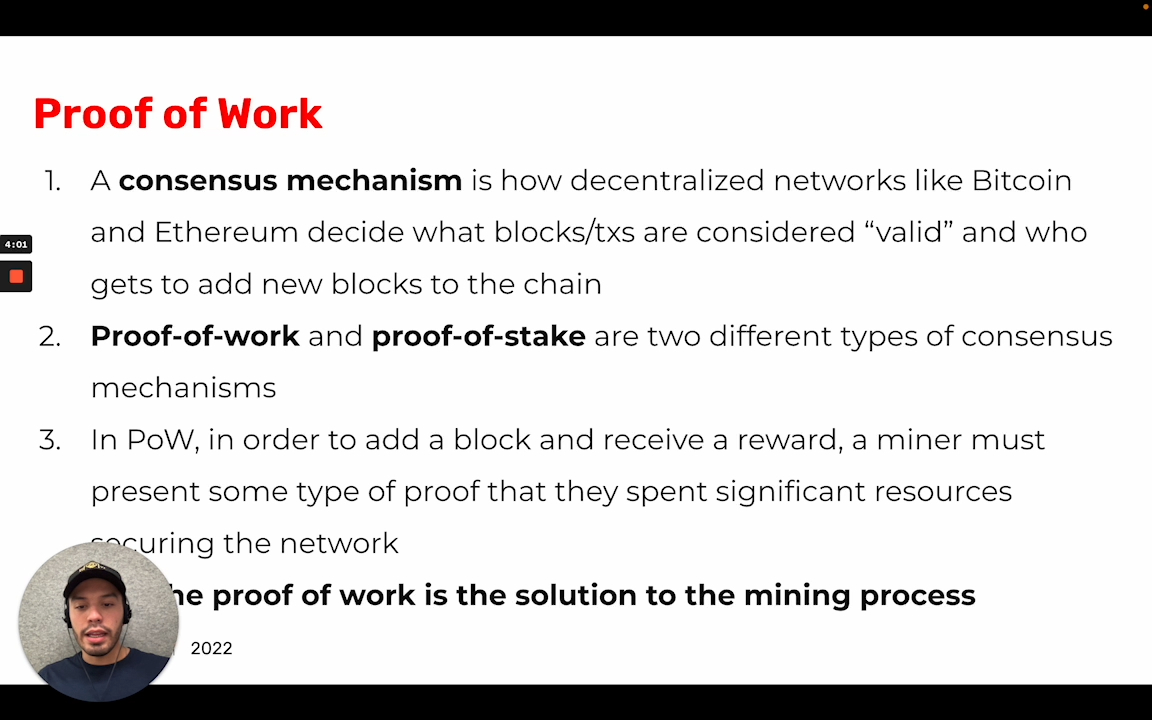 Proof of Work
1. A consensus mechanism is how decentralized networks like Bitcoin
and Ethereum decide what blocks/txs are considered “valid” and who
gets to add new blocks to the chain
2. Proof-of-work and proof-of-stake are two different types of consensus
mechanisms
4:01
3. In PoW, in order to add a block and receive a reward, a miner must
present some type of proof that they spent significant resources
securing the network
he proof of work is the solution to the mining process
2022